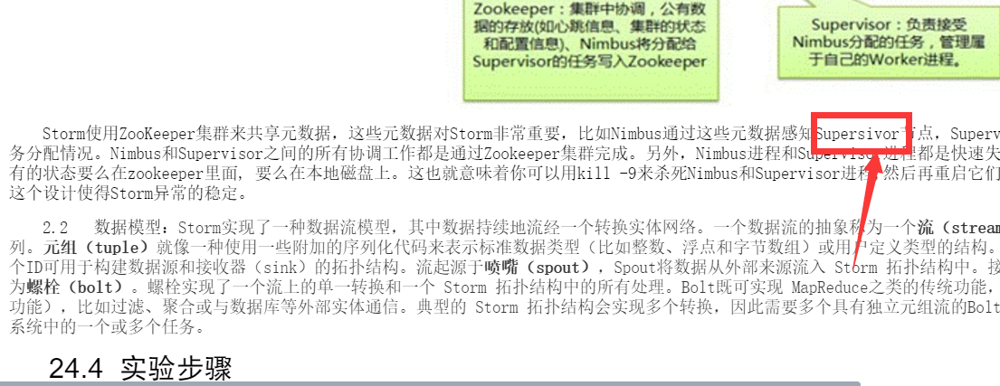 Zookeeper：集群中协调，公有数
据的存放(如心跳信息、集群的状态
和配置信息)、Nimbus将分配给
Supervisor的任务写入Zookeeper
Supervisor：负责接受
Nimbus分配的任务，管理属
于自己的Worker进程。
Storm使用ZooKeeper集群来共享元数据，这些元数据对Storm非常重要，比如Nimbus通过这些元数据感知Supersivor节点，Superv
务分配情况。Nimbus和Supervisor之间的所有协调工作都是通过Zookeeper集群完成。另外，Nimbus进程和Supervisor进程都是快速失
有的状态要么在zookeeper里面，要么在本地磁盘上。这也就意味着你可以用kill -9来杀死Nimbus和Supervisor进程，然后再重启它们
这个设计使得Storm异常的稳定。
2.2 数据模型：Storm实现了一种数据流模型，其中数据持续地流经一个转换实体网络。一个数据流的抽象称为一个流（stream
列。元组（tuple）就像一种使用一些附加的序列化代码来表示标准数据类型（比如整数、浮点和字节数组）或用户定义类型的结构。
个ID可用于构建数据源和接收器（sink）的拓扑结构。流起源于喷嘴（spout），Spout将数据从外部来源流入 Storm 拓扑结构中。接
为螺栓（bolt）。螺栓实现了一个流上的单一转换和一个 Storm 拓扑结构中的所有处理。Bolt既可实现 MapReduce之类的传统功能，
功能），比如过滤、聚合或与数据库等外部实体通信。典型的 Storm 拓扑结构会实现多个转换，因此需要多个具有独立元组流的Bolt
系统中的一个或多个任务。
24.4 实验步骤